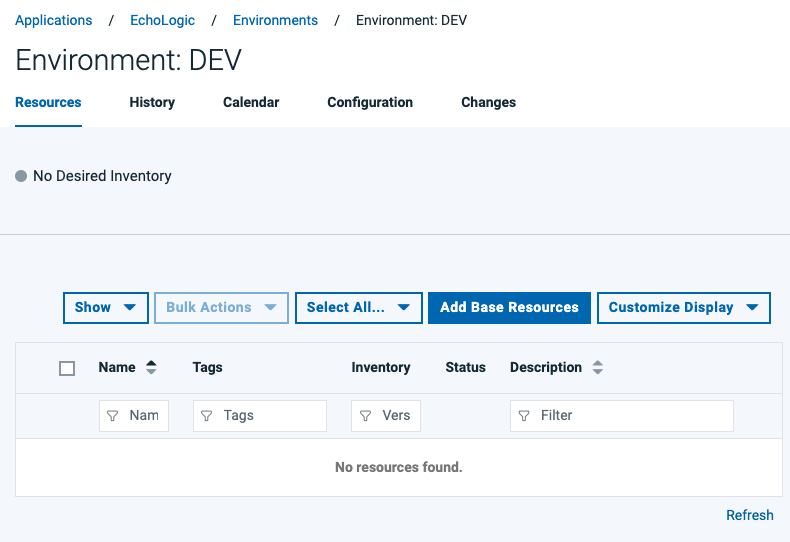 Applications / EchoLogic / Environments / Environment: DEV
Environment: DEV
Resources History Calendar Configuration Changes
No Desired Inventory
Show Bulk Actions Select All... Add Base Resources Customize Display
Name Tags Inventory Status Description
Nam Tags Vers Filter
No resources found.
Refresh